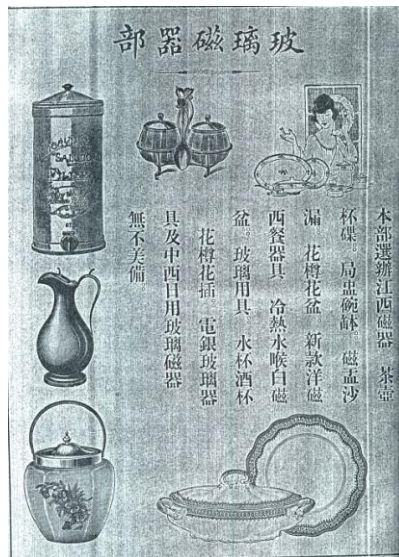 玻璃磁器部
本部選辦江西磁器 茶壺
杯碟。局盅碗缽。磁盂沙
漏 花樽花盆 新款洋磁
西餐器具 冷熱水喉白磁
盆。玻璃用具 水杯酒杯
花樽花插 電銀玻璃器
具及中西日用玻璃磁器
無不美備。